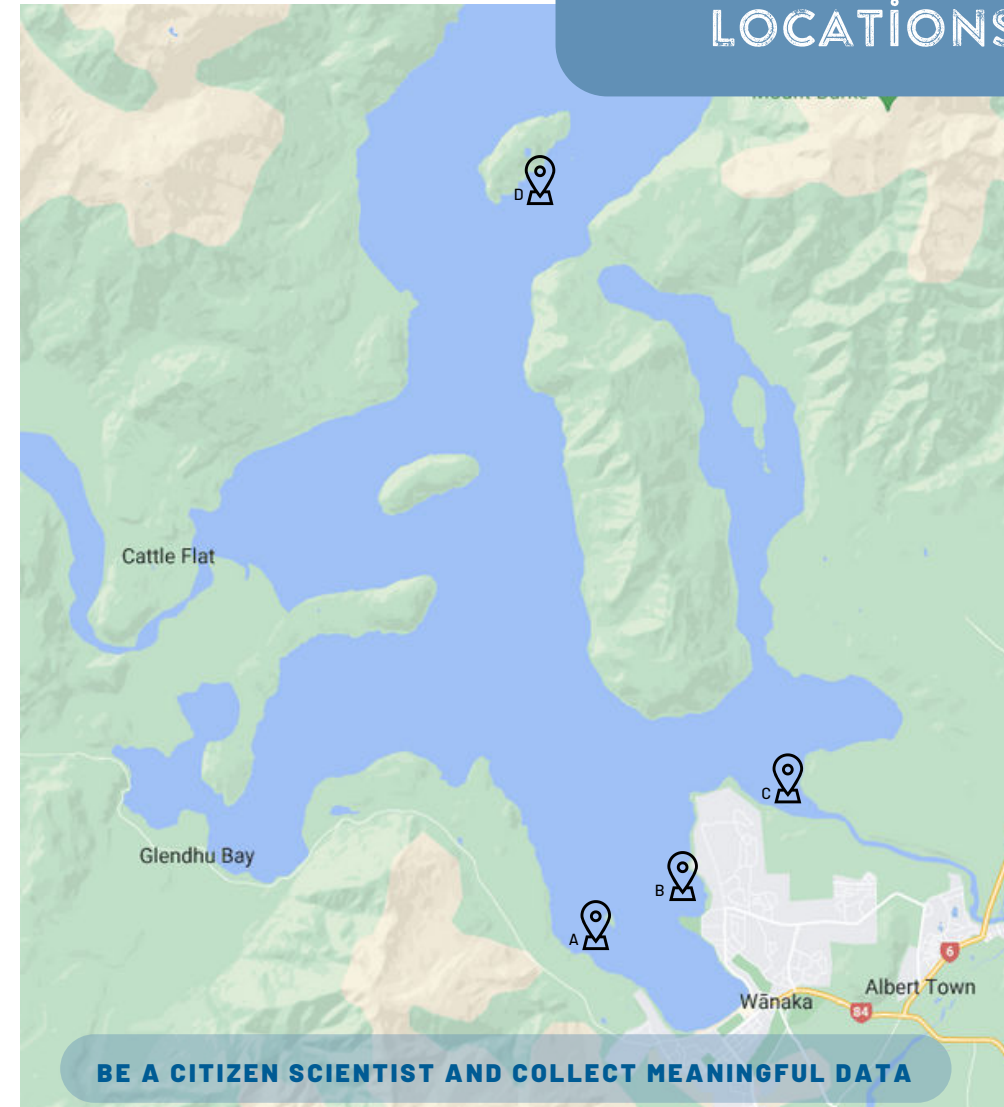 LOCATIONS
D
Cattle Flat
C
Glendhu Bay
B
A
6
Albert Town
Wānaka
84
BE A CITIZEN SCIENTIST AND COLLECT MEANINGFUL DATA